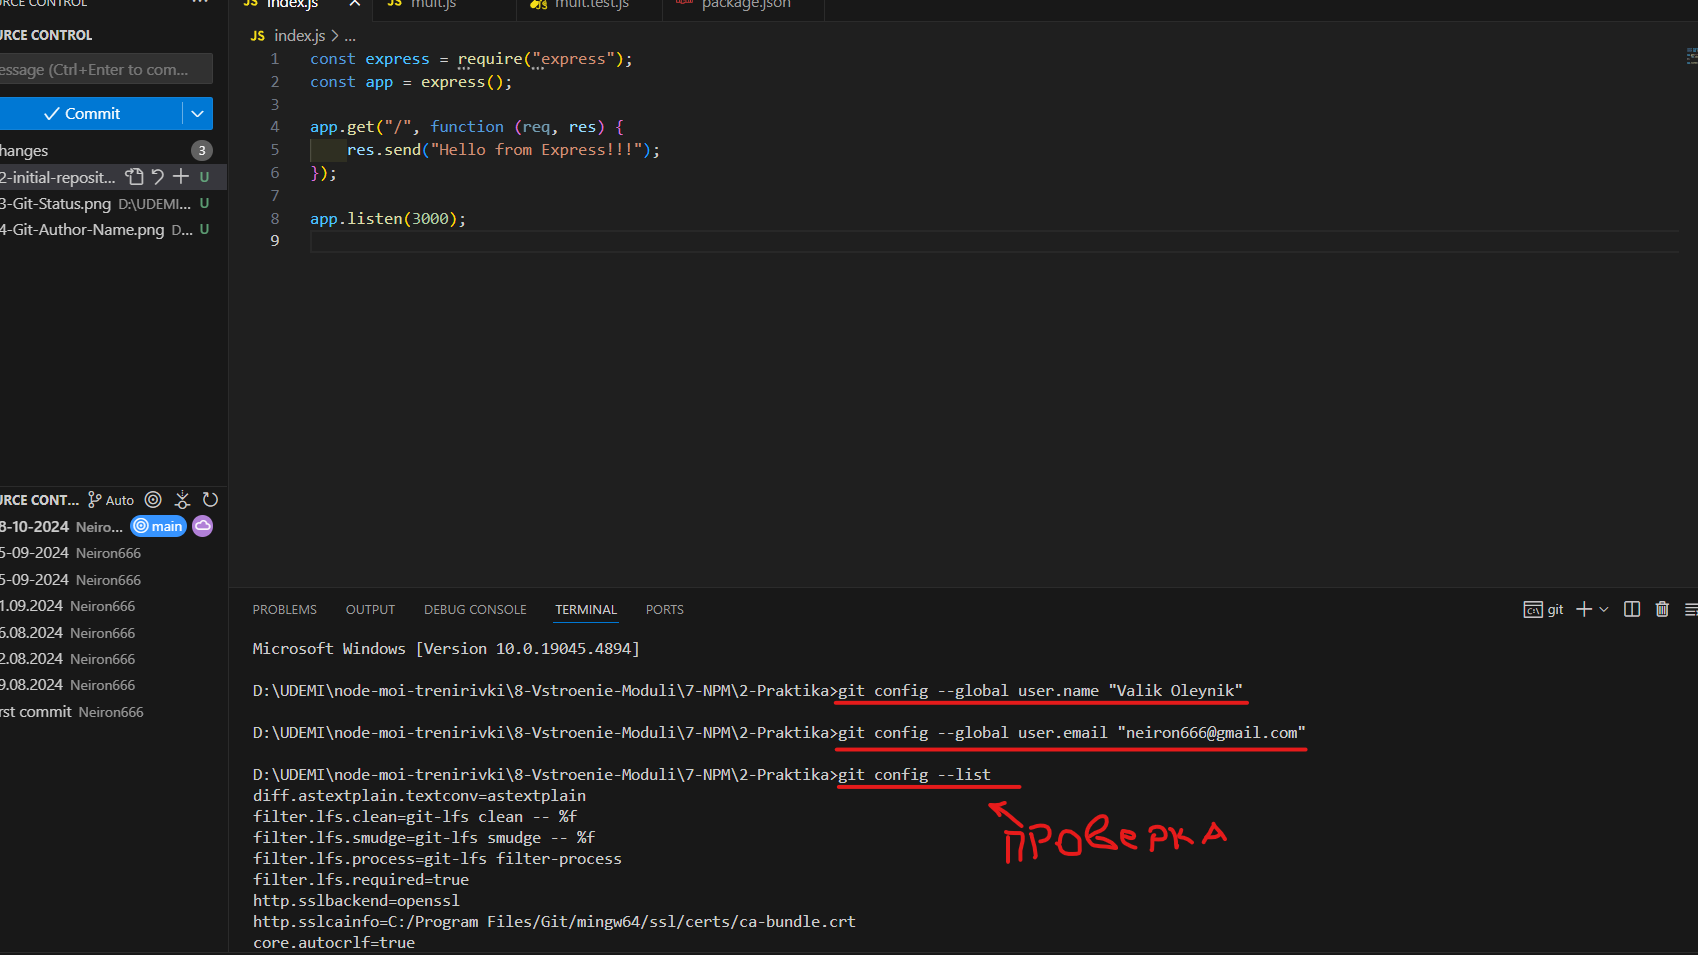 URCE CONTROL
index.js
mult.js
mult.test.js
package.json
URCE CONTROL
essage (Ctrl+Enter to com...
Commit
hanges 3
2-initial-reposit... U
3-Git-Status.png D:\UDEMI... U
4-Git-Author-Name.png D... U
index.js > ...
1 const express = require("express");
2 const app = express();
3
4 app.get("/", function (req, res) {
5 res.send("Hello from Express!!!");
6 });
7
8 app.listen(3000);
9
URCE CONT... Auto
8-10-2024 Neiro... main
5-09-2024 Neiron666
5-09-2024 Neiron666
1.09.2024 Neiron666
6.08.2024 Neiron666
2.08.2024 Neiron666
9.08.2024 Neiron666
rst commit Neiron666
PROBLEMS OUTPUT DEBUG CONSOLE TERMINAL PORTS
git
Microsoft Windows [Version 10.0.19045.4894]
D:\UDEMI\node-moi-trenirivki\8-Vstroenie-Moduli\7-NPM\2-Praktika>git config --global user.name "Valik Oleynik"
D:\UDEMI\node-moi-trenirivki\8-Vstroenie-Moduli\7-NPM\2-Praktika>git config --global user.email "neiron666@gmail.com"
D:\UDEMI\node-moi-trenirivki\8-Vstroenie-Moduli\7-NPM\2-Praktika>git config --list
diff.astextplain.textconv=astextplain
filter.lfs.clean=git-lfs clean -- %f
filter.lfs.smudge=git-lfs smudge -- %f
filter.lfs.process=git-lfs filter-process
filter.lfs.required=true
http.sslbackend=openssl
http.sslcainfo=C:/Program Files/Git/mingw64/ssl/certs/ca-bundle.crt
core.autocrlf=true
проверка